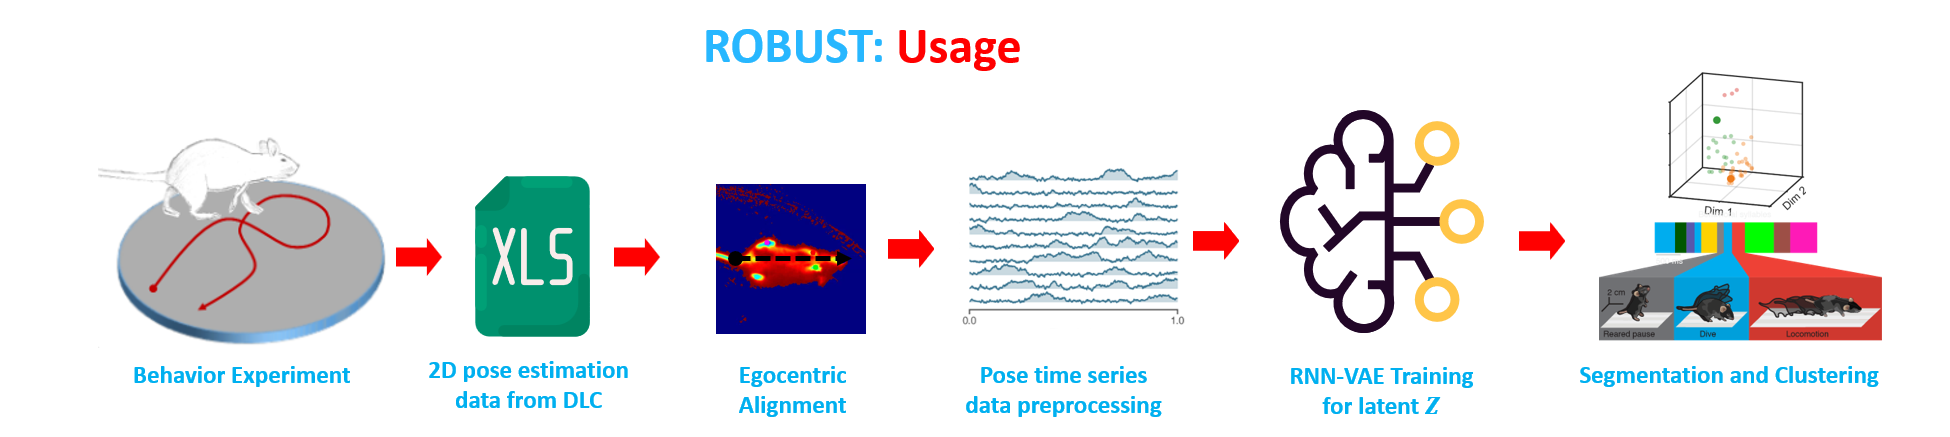 ROBUST: Usage
XLS
0.0
1.0
Dim 1
Dim 2
2 cm
Reared pause
Dive
Locomotion
Behavior Experiment
2D pose estimation
data from DLC
Egocentric
Alignment
Pose time series
data preprocessing
RNN-VAE Training
for latent Z
Segmentation and Clustering